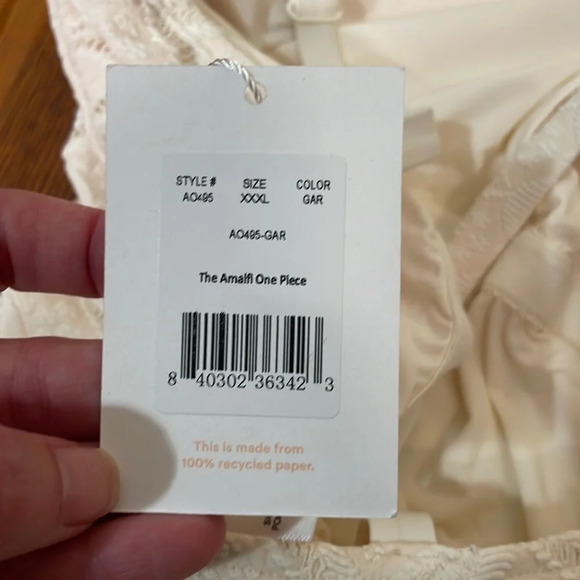 STYLE # SIZE COLOR
AO495 XXXL GAR
AO495-GAR
The Amalfi One Piece
8 40302 36342 3
This is made from
100% recycled paper.